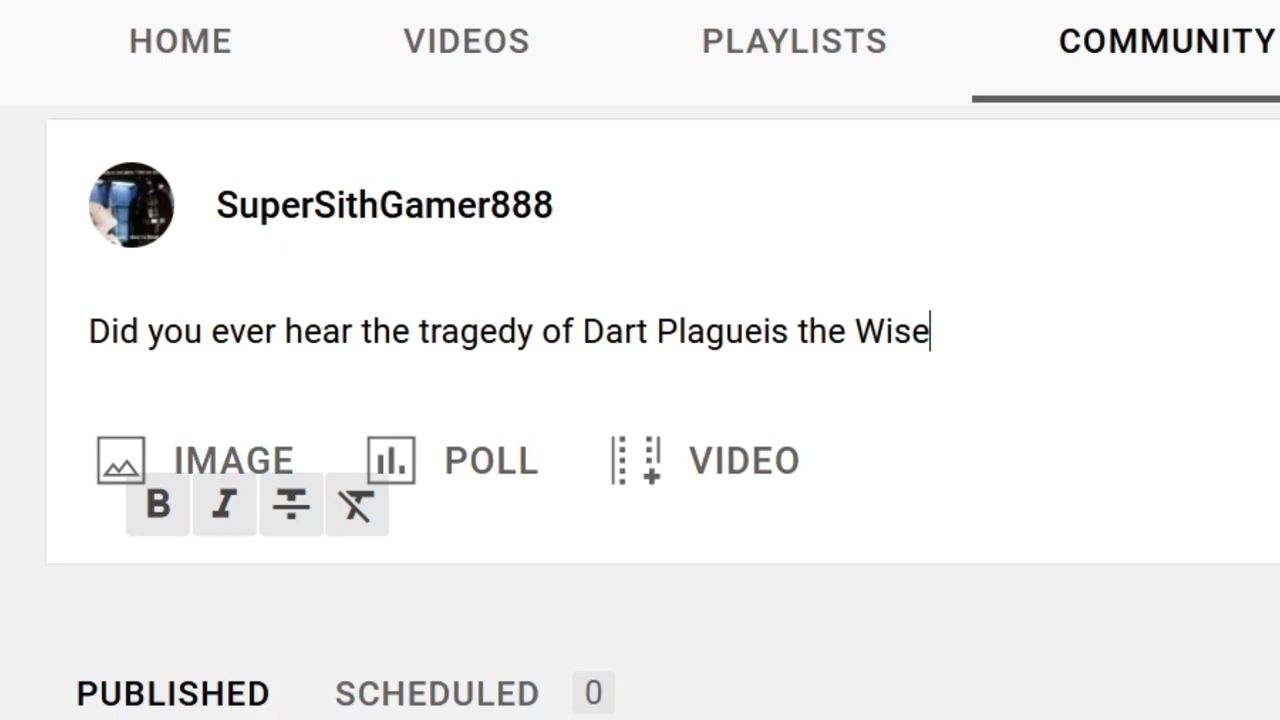 HOME VIDEOS PLAYLISTS COMMUNITY
SuperSithGamer888
Did you ever hear the tragedy of Dart Plagueis the Wise
IMAGE POLL VIDEO
B I T T
PUBLISHED SCHEDULED 0